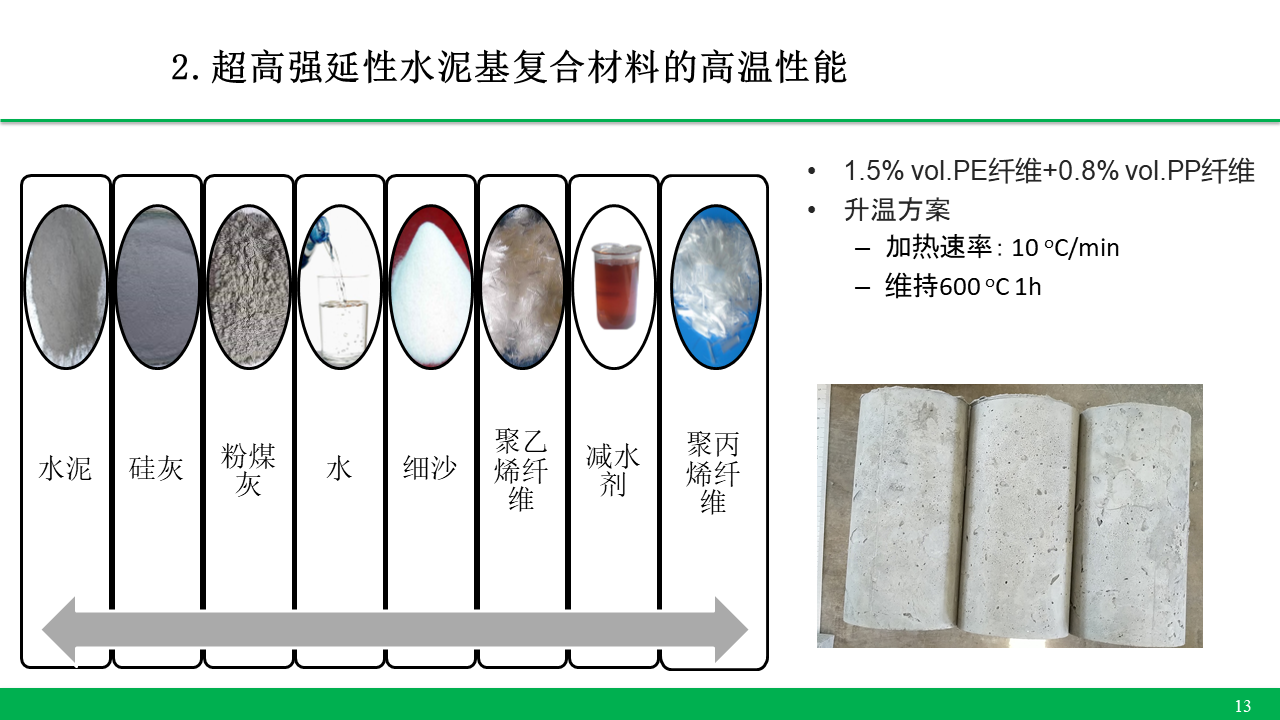 2.超高强延性水泥基复合材料的高温性能
• 1.5% vol.PE纤维+0.8% vol.PP纤维
• 升温方案
– 加热速率: 10 ºC/min
– 维持600 ºC 1h
水泥
硅灰
粉煤
灰
水
细沙
聚乙
烯纤
维
减水
剂
聚丙
烯纤
维
13